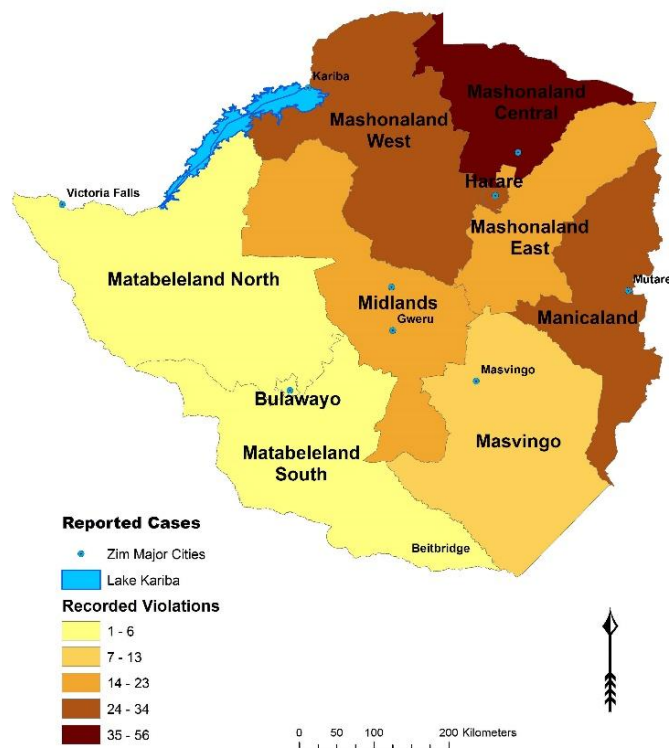 Kariba
Mashonaland
Central
Mashonaland
West
Victoria Falls
Harare
Mashonaland
East
Matabeleland North
Mutare
Midlands
Manicaland
Gweru
Masvingo
Bulawayo
Masvingo
Matabeleland
South
Beitbridge
Reported Cases
Zim Major Cities
Lake Kariba
Recorded Violations
1 - 6
7 - 13
14 - 23
24 - 34
35 - 56
0 50 100 200 Kilometers